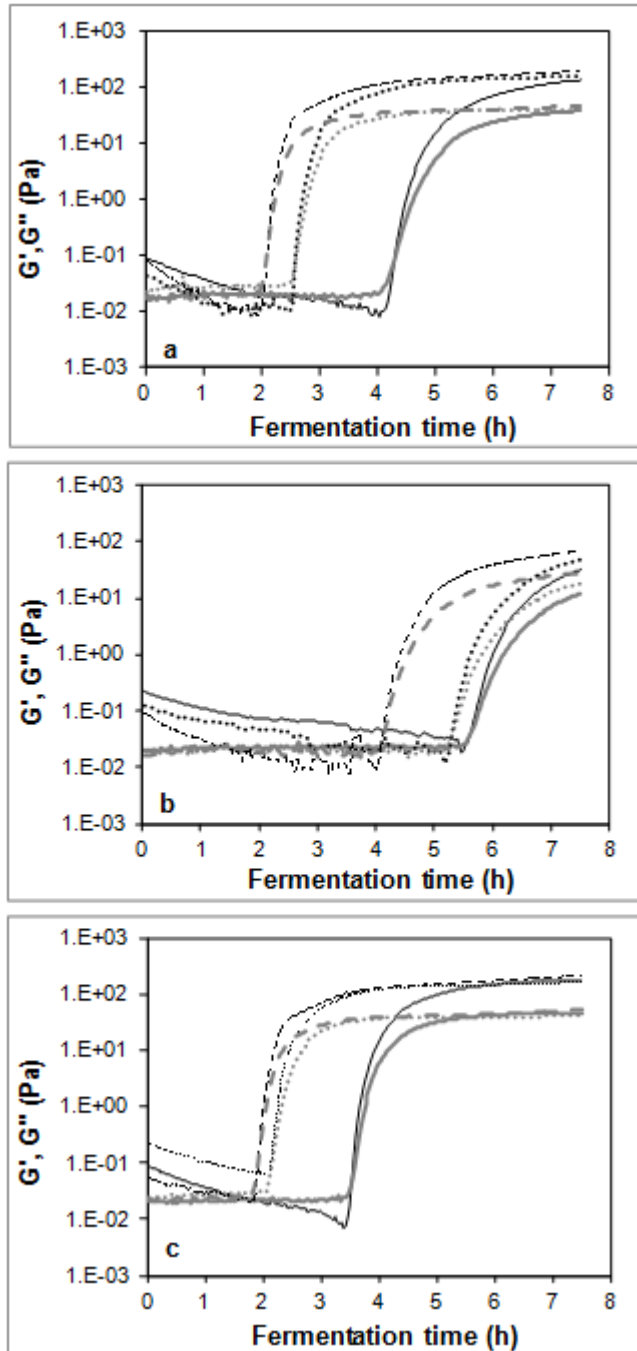 1.E+03
1.E+02
1.E+01
1.E+00
1.E-01
1.E-02
1.E-03
G',G" (Pa)
a
0 1 2 3 4 5 6 7 8
Fermentation time (h)
1.E+03
1.E+02
1.E+01
1.E+00
1.E-01
1.E-02
1.E-03
G', G" (Pa)
b
0 1 2 3 4 5 6 7 8
Fermentation time (h)
1.E+03
1.E+02
1.E+01
1.E+00
1.E-01
1.E-02
1.E-03
G', G" (Pa)
c
0 1 2 3 4 5 6 7 8
Fermentation time (h)